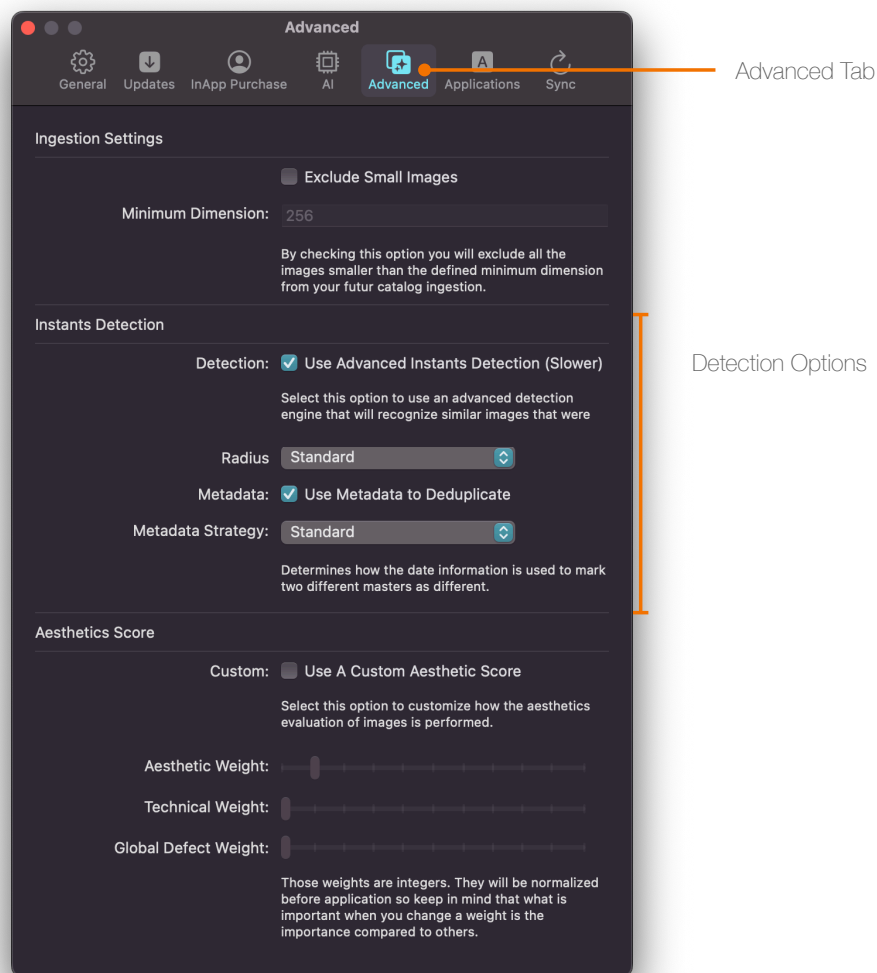 Advanced
General Updates InApp Purchase AI Advanced A Applications Sync
Advanced Tab
Ingestion Settings
Exclude Small Images
Minimum Dimension: 256
By checking this option you will exclude all the
images smaller than the defined minimum dimension
from your futur catalog ingestion.
Instants Detection
Detection: Use Advanced Instants Detection (Slower)
Detection Options
Select this option to use an advanced detection
engine that will recognize similar images that were
Radius Standard
Metadata: Use Metadata to Deduplicate
Metadata Strategy: Standard
Determines how the date information is used to mark
two different masters as different.
Aesthetics Score
Custom: Use A Custom Aesthetic Score
Select this option to customize how the aesthetics
evaluation of images is performed.
Aesthetic Weight:
Technical Weight:
Global Defect Weight:
Those weights are integers. They will be normalized
before application so keep in mind that what is
important when you change a weight is the
importance compared to others.